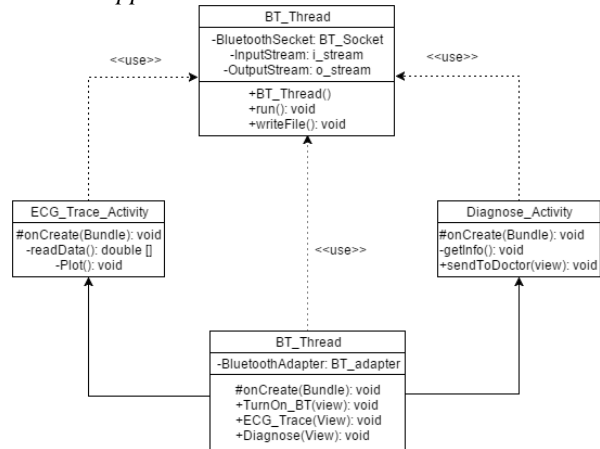 BT_Thread
-BluetoothSecket: BT_Socket
-InputStream: i_stream
-OutputStream: o_stream
+BT_Thread()
+run(): void
+writeFile(): void
<<use>>
<<use>>
ECG_Trace_Activity
#onCreate(Bundle): void
-readData(): double []
-Plot(): void
<<use>>
Diagnose_Activity
#onCreate(Bundle): void
-getInfo(): void
+sendToDoctor(view): void
BT_Thread
-BluetoothAdapter: BT_adapter
#onCreate(Bundle): void
+TurnOn_BT(view): void
+ECG_Trace(View): void
+Diagnose(View): void